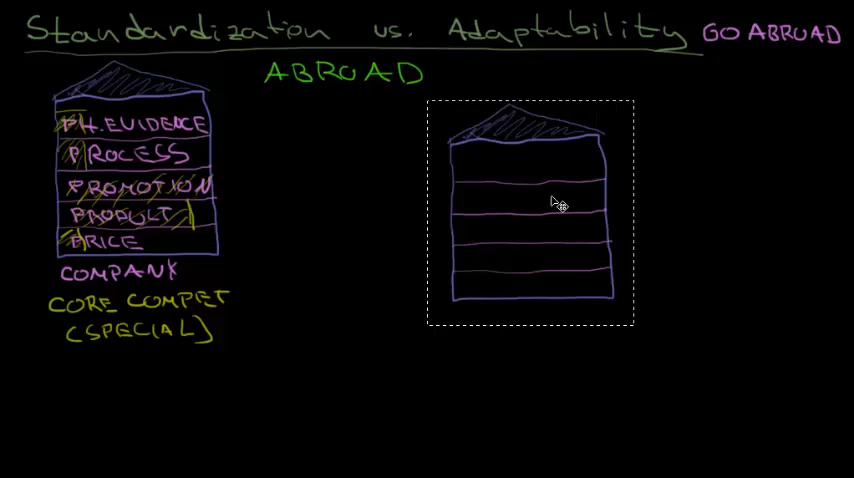 Standardization vs. Adaptability GO ABROAD
ABROAD
PH.EVIDENCE
PROCESS
PROMOTION
PRODUCT
PRICE
COMPANY
CORE COMPET
(SPECIAL)